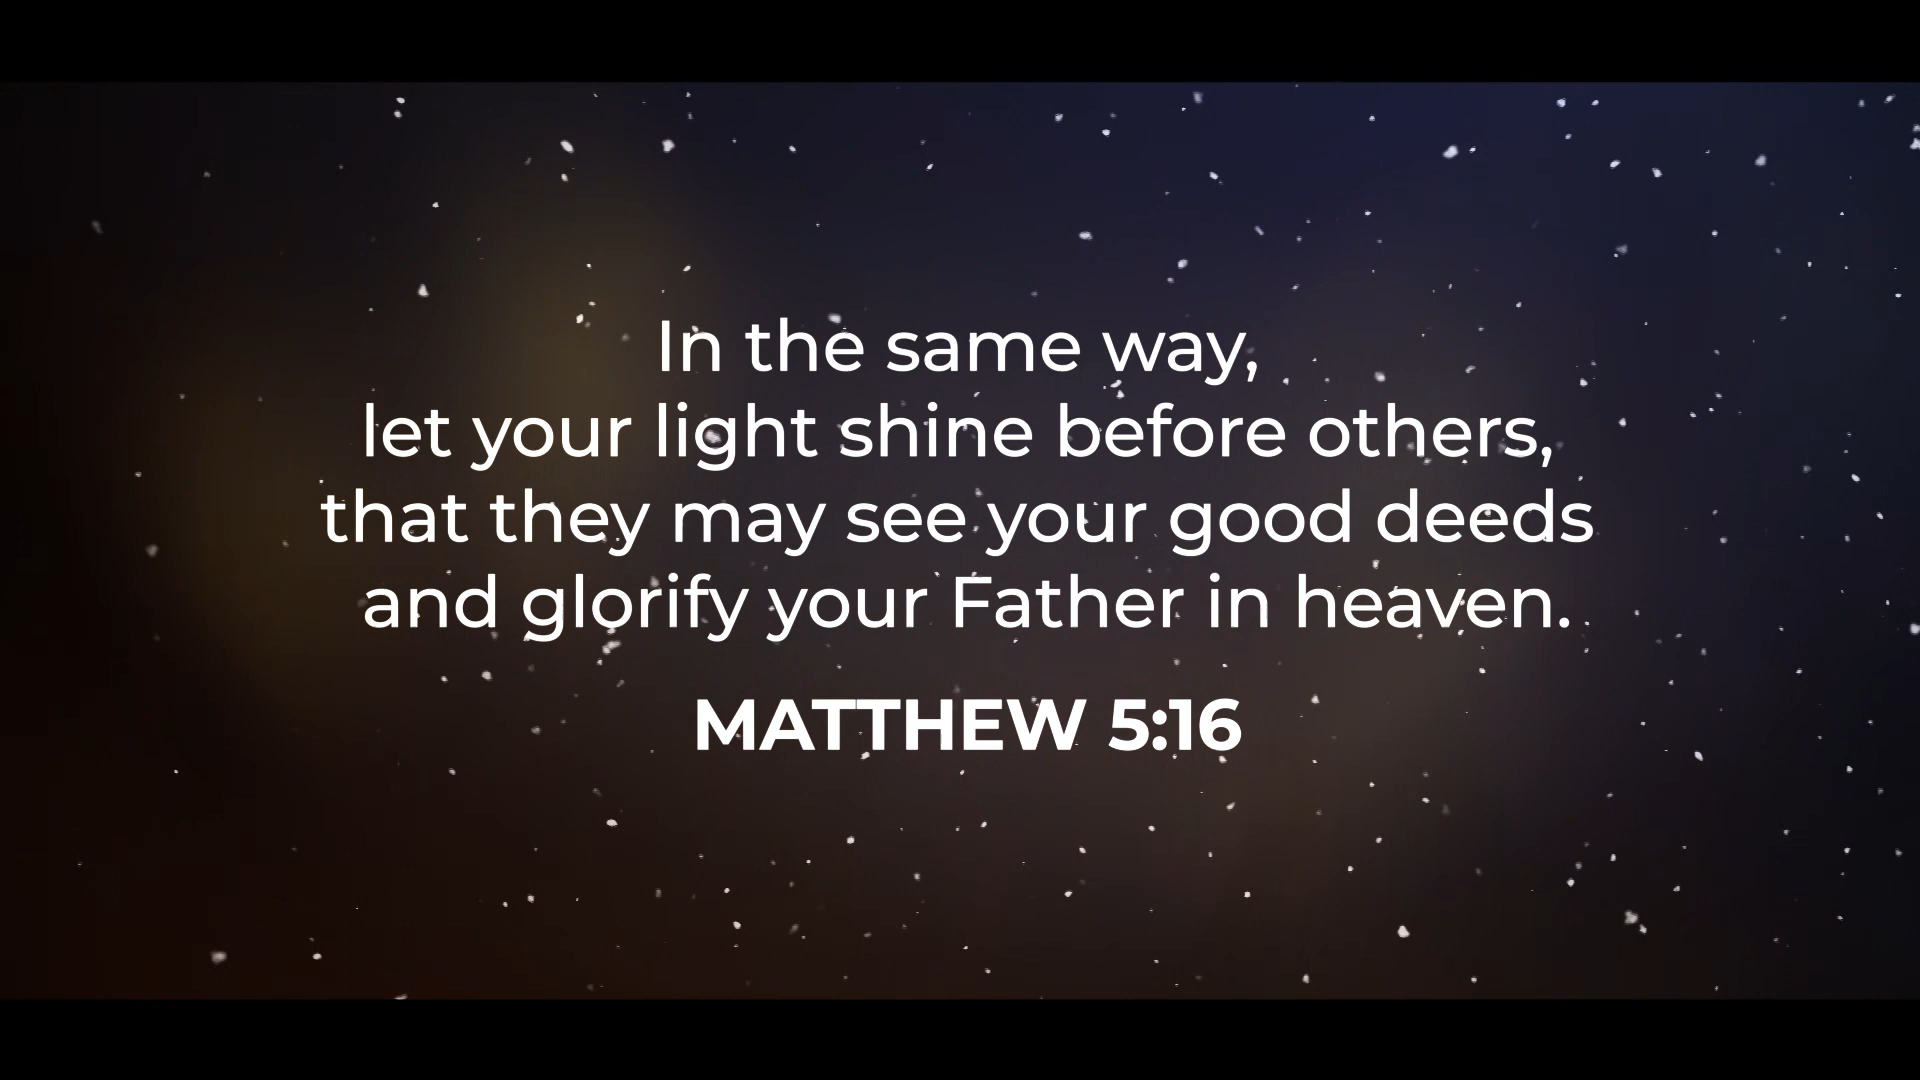 In the same way,
let your light shine before others,
that they may see your good deeds
and glorify your Father in heaven.
MATTHEW 5:16